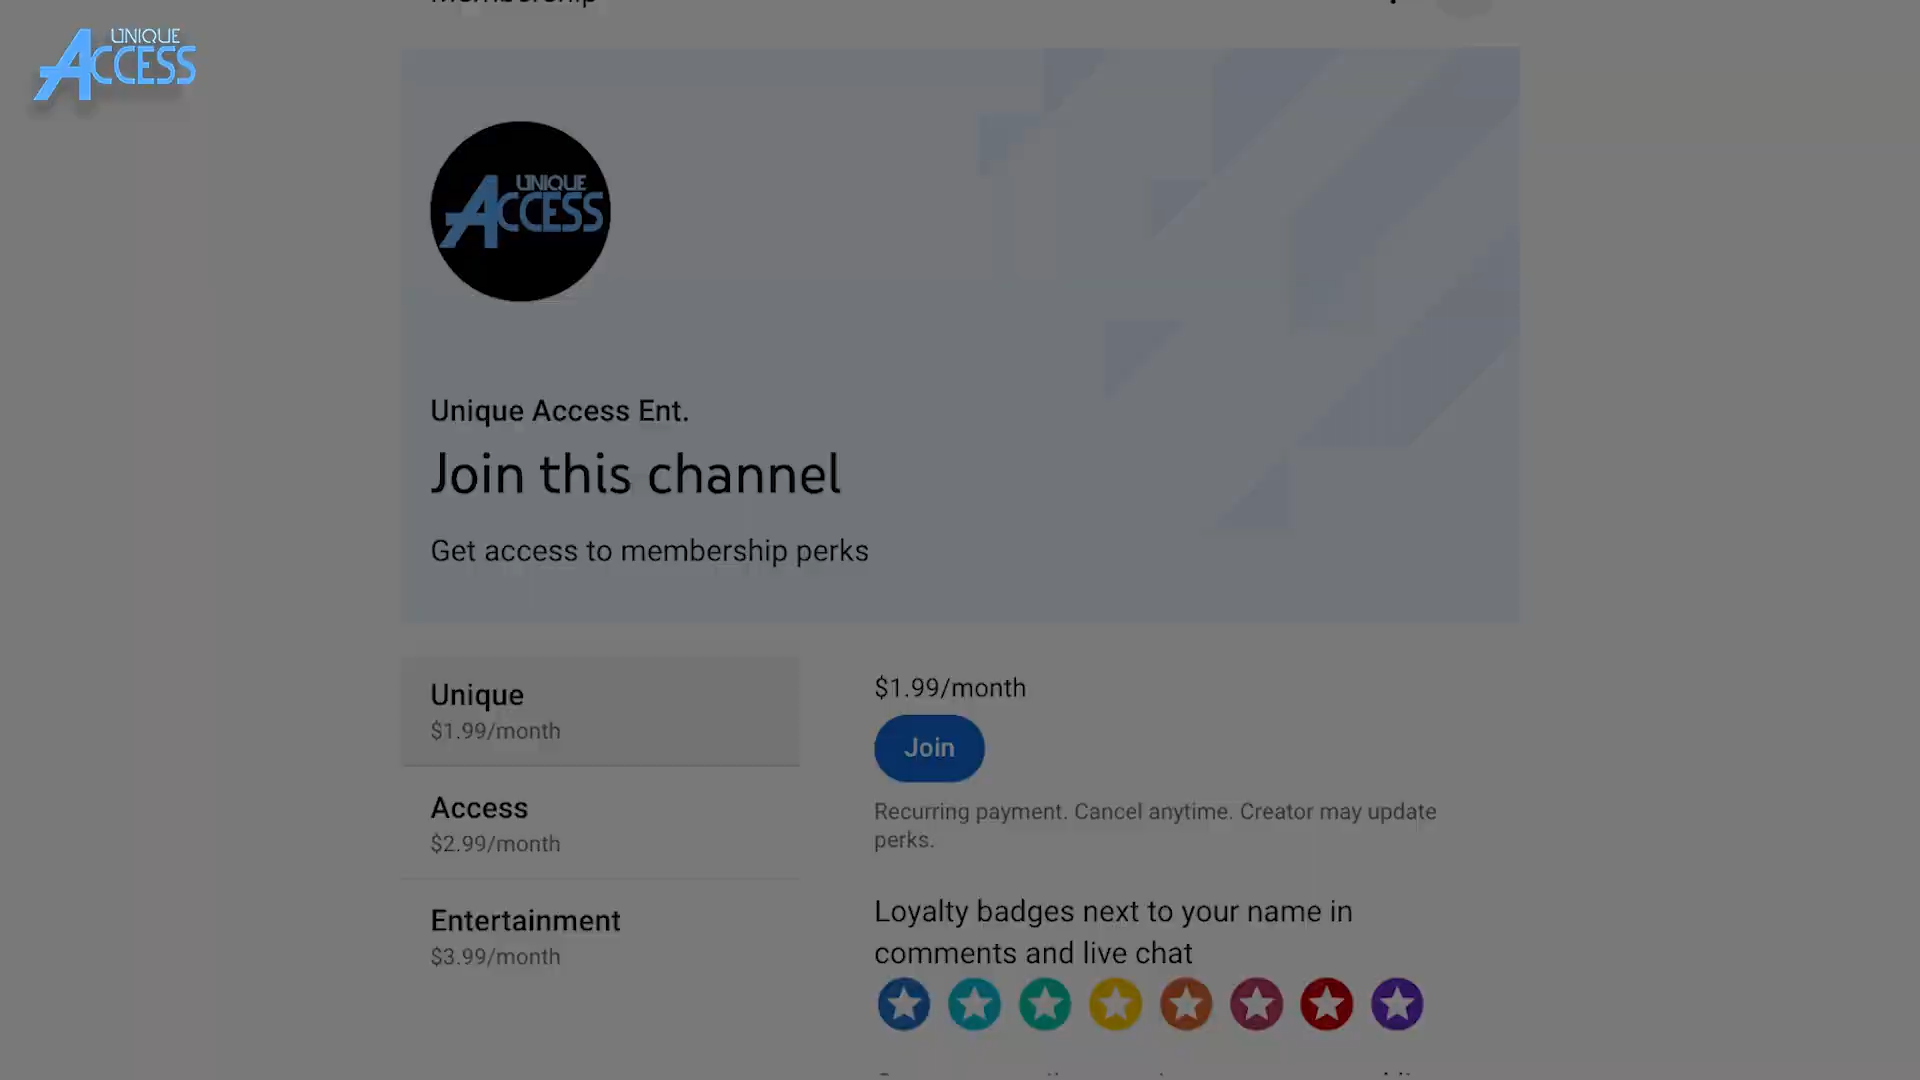 UNIQUE
ACCESS
Membership
UNIQUE
ACCESS
Unique Access Ent.
Join this channel
Get access to membership perks
Unique
$1.99/month
Access
$2.99/month
Entertainment
$3.99/month
$1.99/month
Join
Recurring payment. Cancel anytime. Creator may update
perks.
Loyalty badges next to your name in
comments and live chat